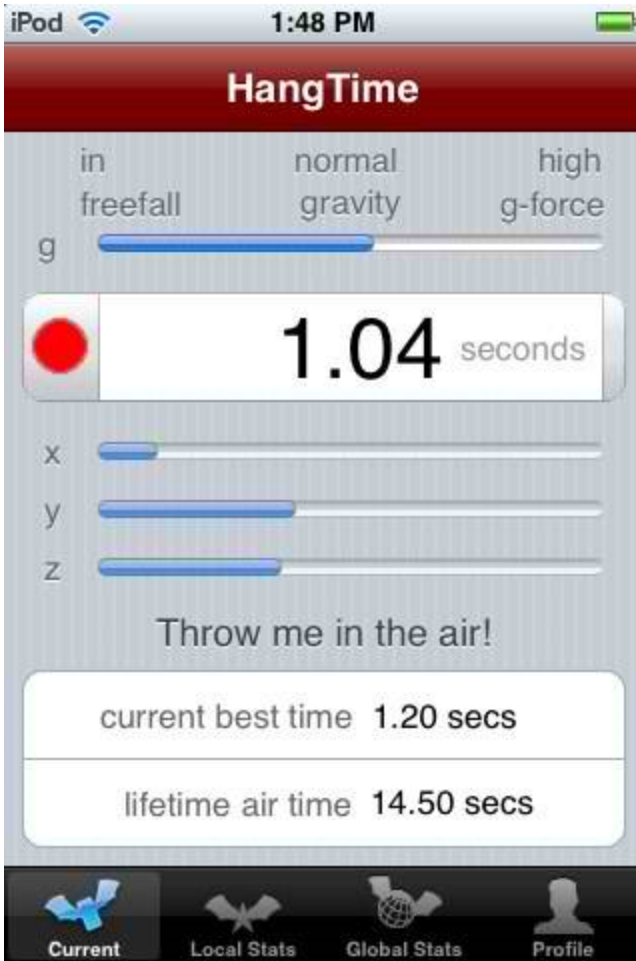 iPod 1:48 PM
HangTime
in normal high
freefall gravity g-force
g
1.04 seconds
x
y
z
Throw me in the air!
current best time 1.20 secs
lifetime air time 14.50 secs
Current Local Stats Global Stats Profile